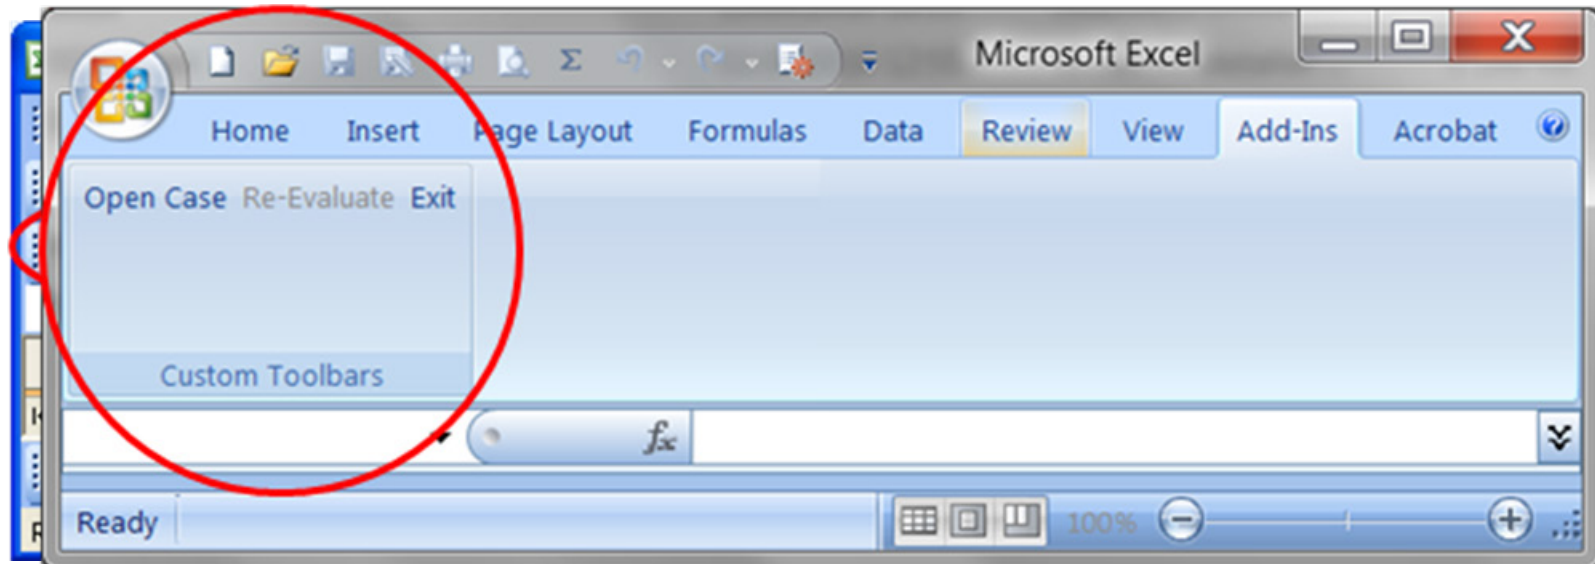 Σ Microsoft Excel
Home Insert Page Layout Formulas Data Review View Add-Ins Acrobat
Open Case Re-Evaluate Exit
Custom Toolbars
fx
Ready 100%